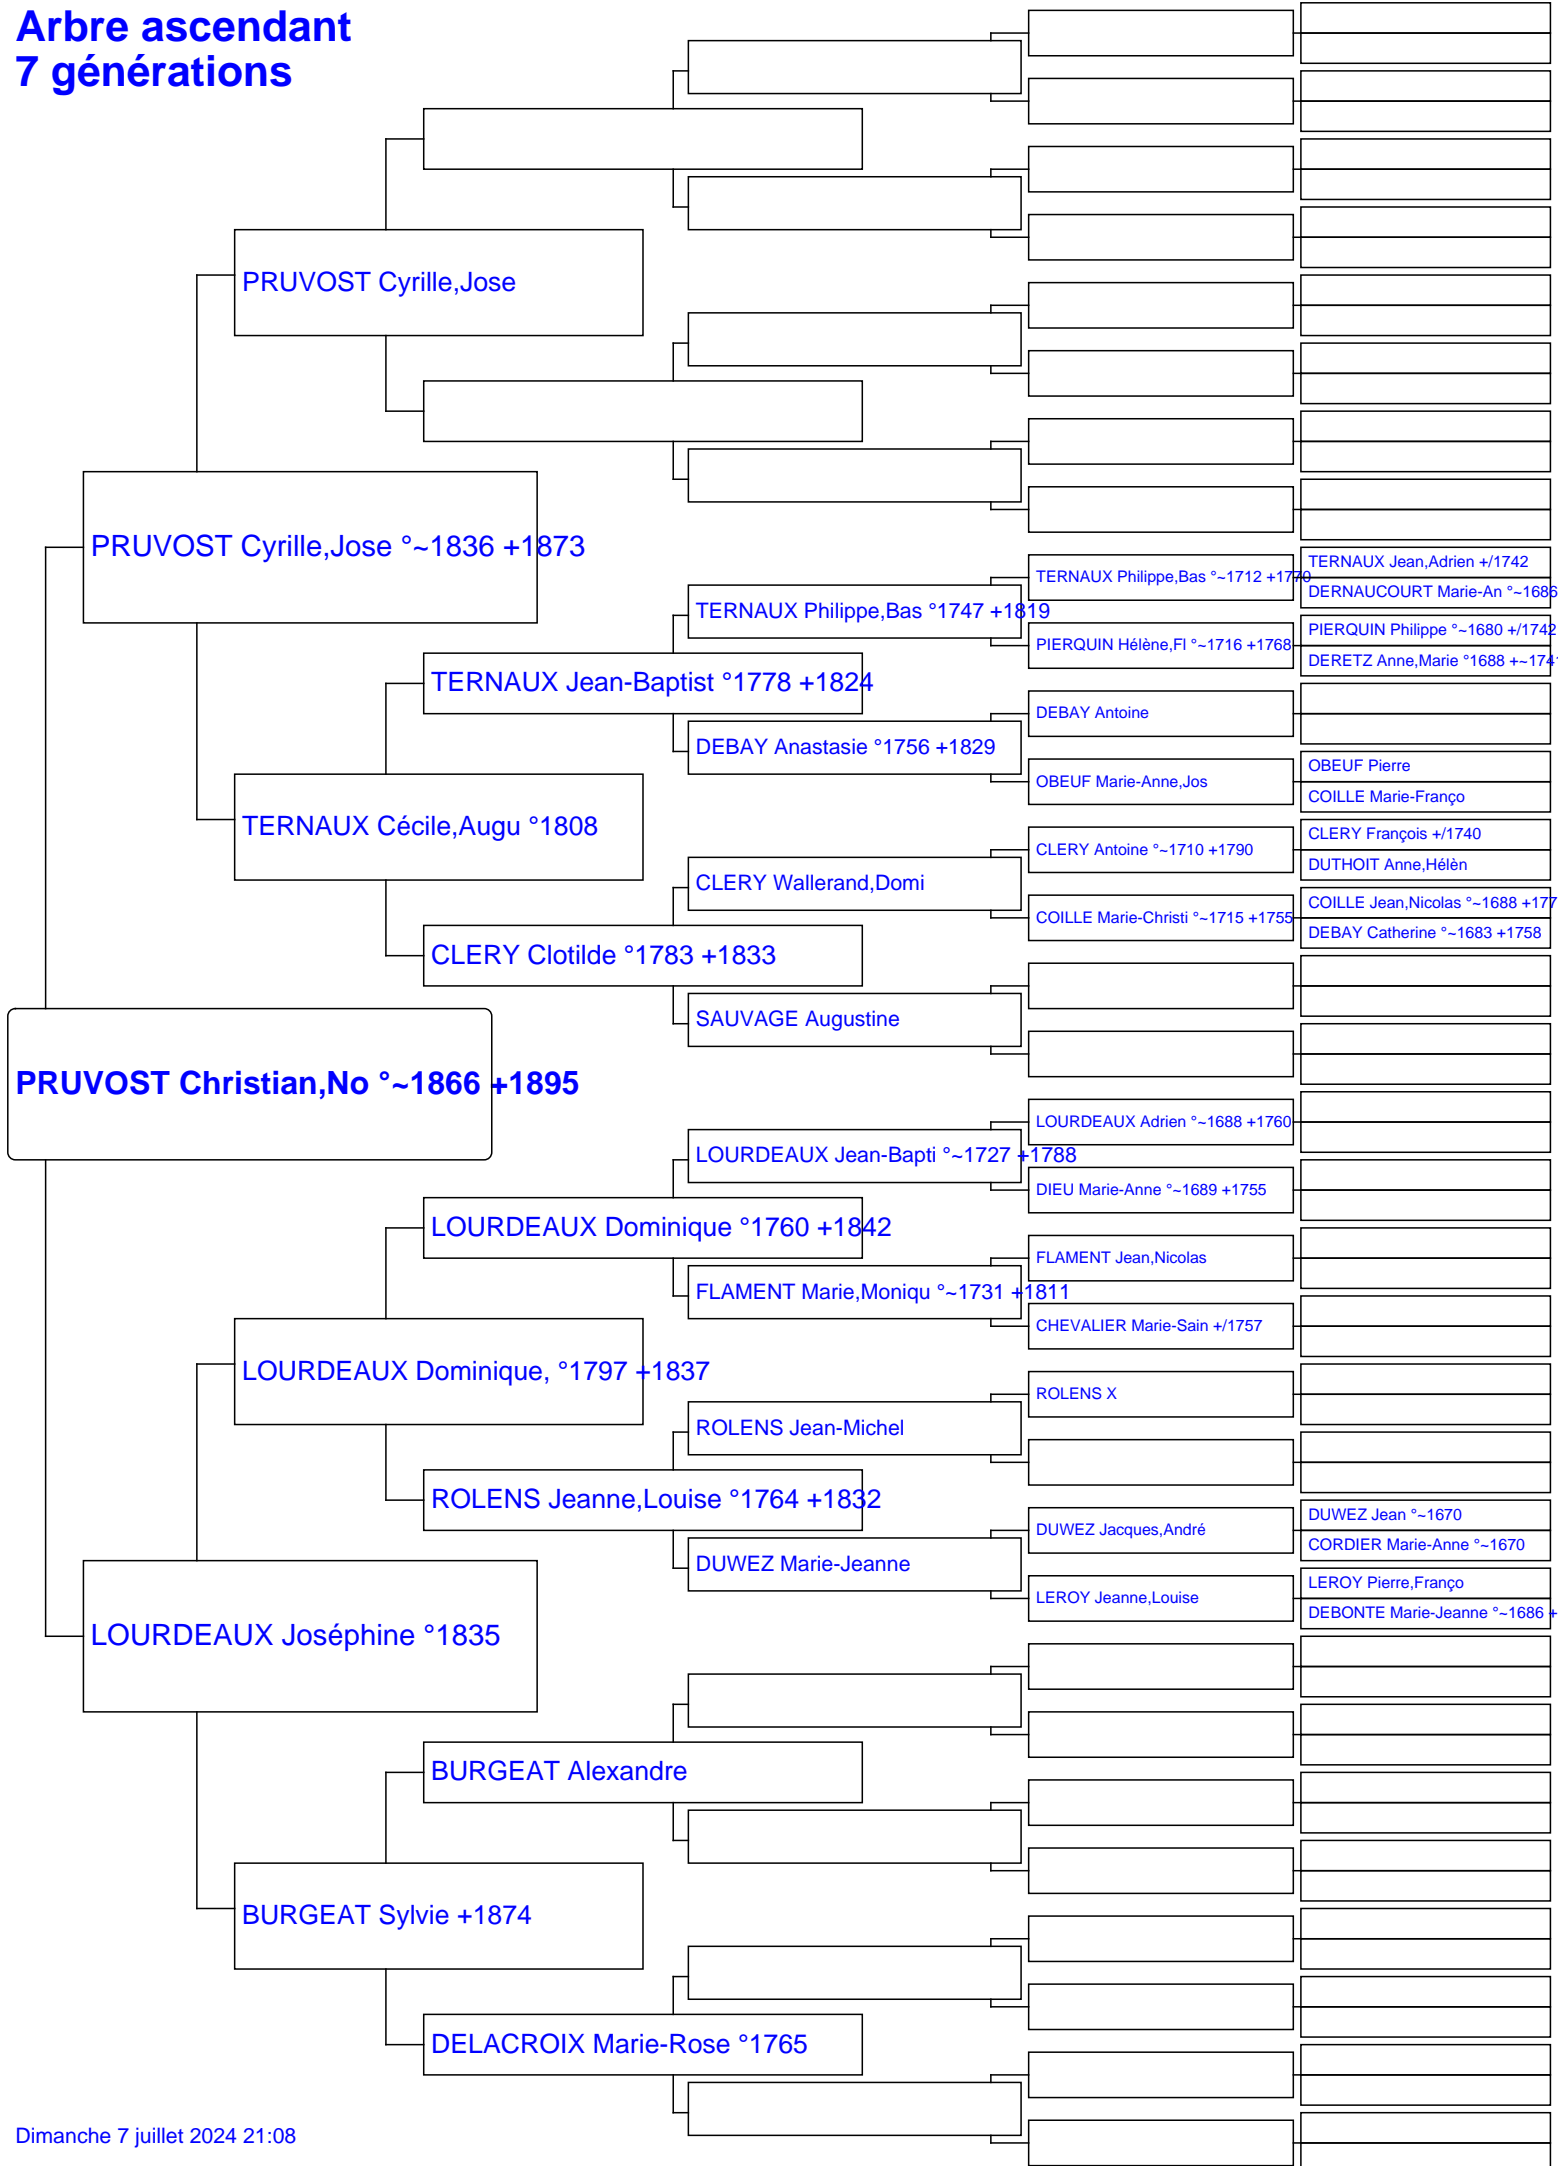 Arbre ascendant
7 générations
PRUVOST Cyrille,Jose
PRUVOST Cyrille,Jose °~1836 +1873
TERNAUX Jean,Adrien +/1742
TERNAUX Philippe,Bas °~1712 +1770
DERNAUCOURT Marie-An °~1686
TERNAUX Philippe,Bas °1747 +1819
PIERQUIN Philippe °~1680 +/1742
PIERQUIN Hélène,Fl °~1716 +1768
DERETZ Anne,Marie °1688 +~174
TERNAUX Jean-Baptist °1778 +1824
DEBAY Antoine
DEBAY Anastasie °1756 +1829
OBEUF Pierre
OBEUF Marie-Anne,Jos
COILLE Marie-Franço
TERNAUX Cécile,Augu °1808
CLERY François +/1740
CLERY Antoine °~1710 +1790
DUTHOIT Anne,Hélèn
CLERY Wallerand,Domi
COILLE Jean,Nicolas °~1688 +177
COILLE Marie-Christi °~1715 +1755
DEBAY Catherine °~1683 +1758
CLERY Clotilde °1783 +1833
SAUVAGE Augustine
PRUVOST Christian,No °~1866 +1895
LOURDEAUX Adrien °~1688 +1760
LOURDEAUX Jean-Bapti °~1727 +1788
DIEU Marie-Anne °~1689 +1755
LOURDEAUX Dominique °1760 +1842
FLAMENT Jean,Nicolas
FLAMENT Marie,Moniqu °~1731 +1811
CHEVALIER Marie-Sain +/1757
LOURDEAUX Dominique, °1797 +1837
ROLENS X
ROLENS Jean-Michel
ROLENS Jeanne,Louise °1764 +1832
DUWEZ Jean °~1670
DUWEZ Jacques,André
CORDIER Marie-Anne °~1670
DUWEZ Marie-Jeanne
LEROY Pierre,Franço
LEROY Jeanne,Louise
DEBONTE Marie-Jeanne °~1686 +
LOURDEAUX Joséphine °1835
BURGEAT Alexandre
BURGEAT Sylvie +1874
DELACROIX Marie-Rose °1765
Dimanche 7 juillet 2024 21:08